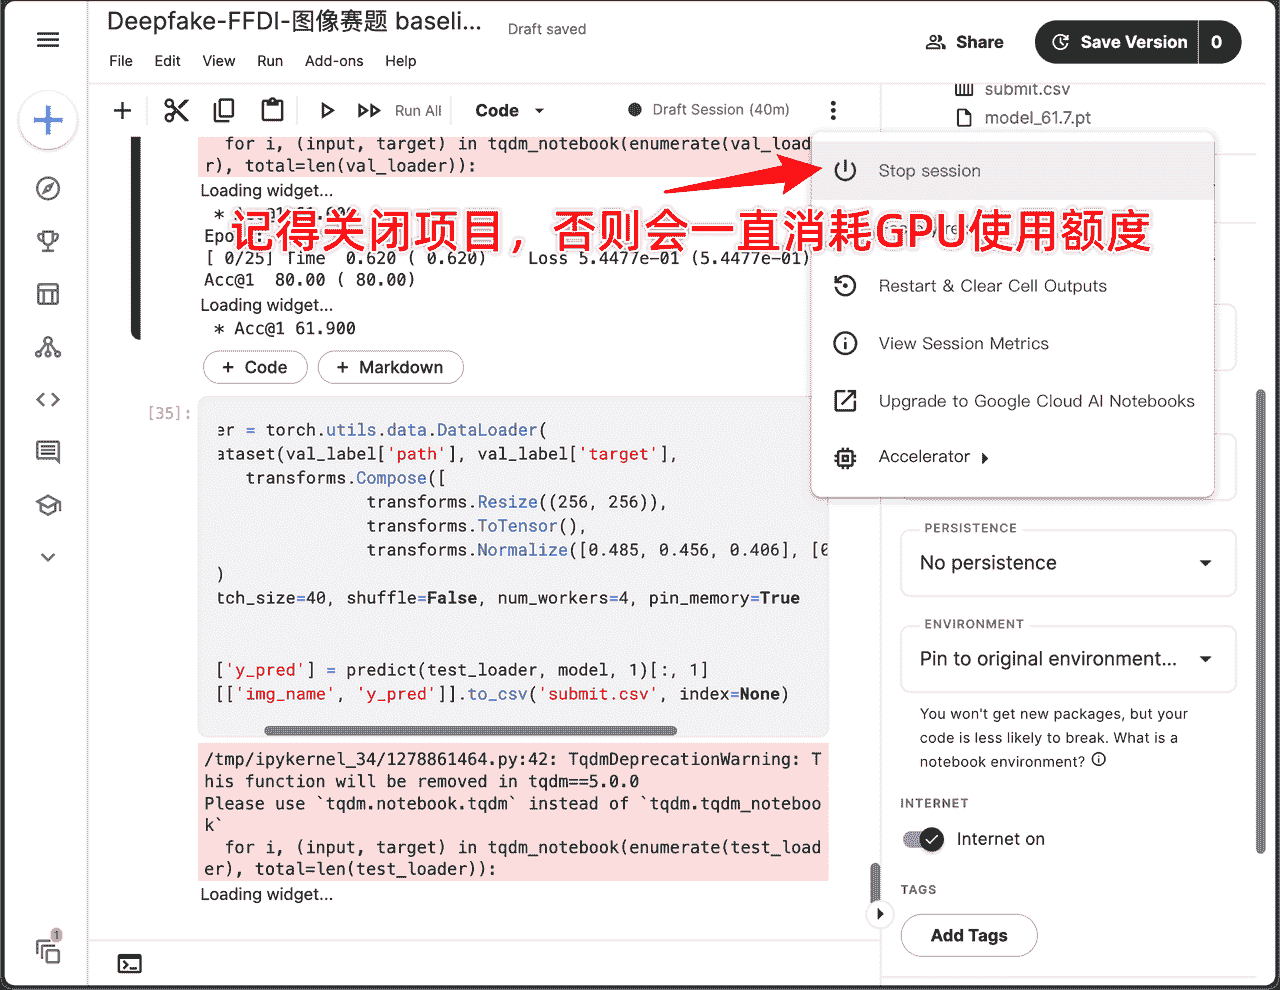 Deepfake-FFDI-图像赛题 baseli...
Draft saved
Share
Save Version
0
File
Edit
View
Run
Add-ons
Help
Run All
Code
Draft Session (40m)
submit.csv
model_61.7.pt
for i, (input, target) in tqdm_notebook(enumerate(val_loade
r), total=len(val_loader)):
Loading widget...
记得关闭项目，否则会一直消耗GPU使用额度
[ 0/25] Time 0.620 ( 0.620) Loss 5.4477e-01 (5.4477e-01)
Acc@1 80.00 ( 80.00)
Loading widget...
* Acc@1 61.900
+ Code
+ Markdown
Stop session
Restart & Clear Cell Outputs
View Session Metrics
Upgrade to Google Cloud AI Notebooks
Accelerator
[35]:
er = torch.utils.data.DataLoader(
ataset(val_label['path'], val_label['target'],
transforms.Compose([
transforms.Resize((256, 256)),
transforms.ToTensor(),
transforms.Normalize([0.485, 0.456, 0.406], [0
)
tch_size=40, shuffle=False, num_workers=4, pin_memory=True
['y_pred'] = predict(test_loader, model, 1)[:, 1]
[['img_name', 'y_pred']].to_csv('submit.csv', index=None)
/tmp/ipykernel_34/1278861464.py:42: TqdmDeprecationWarning: T
his function will be removed in tqdm==5.0.0
Please use `tqdm.notebook.tqdm` instead of `tqdm.tqdm_noteboo
k`
for i, (input, target) in tqdm_notebook(enumerate(test_load
er), total=len(test_loader)):
Loading widget...
PERSISTENCE
No persistence
ENVIRONMENT
Pin to original environment...
You won't get new packages, but your
code is less likely to break. What is a
notebook environment?
INTERNET
Internet on
TAGS
Add Tags
1